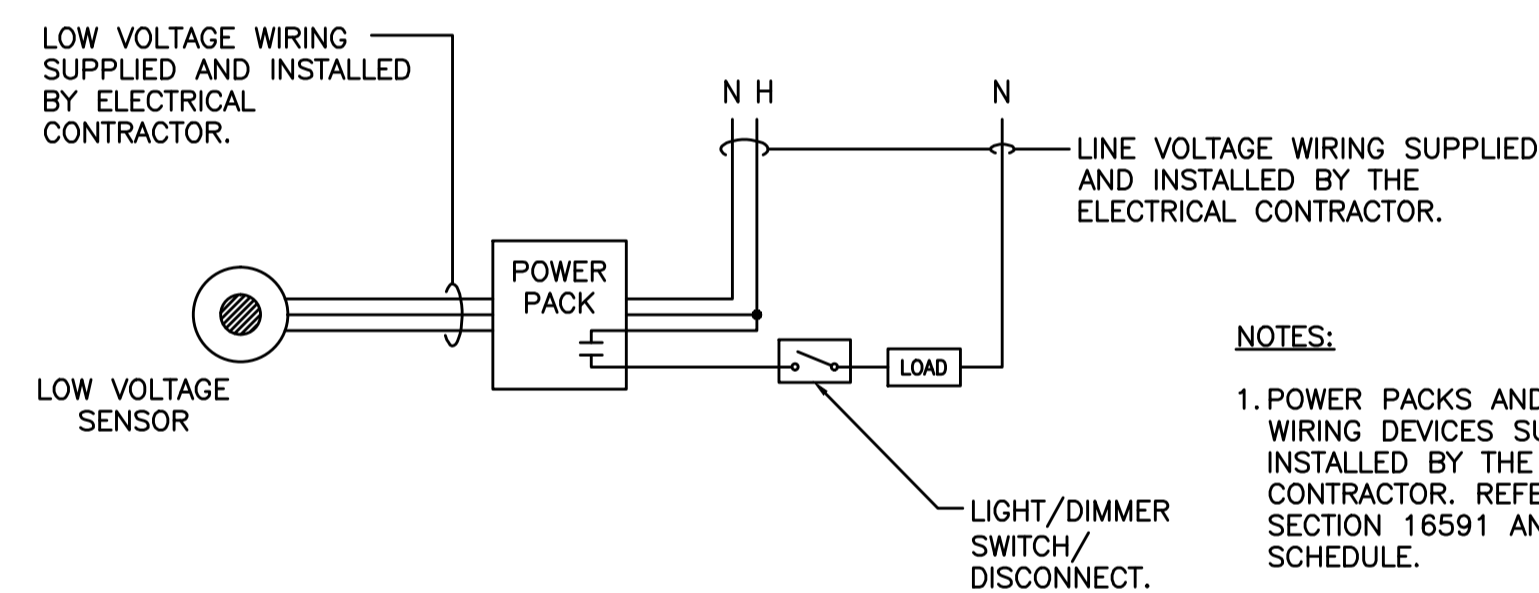 LOW VOLTAGE WIRING
SUPPLIED AND INSTALLED
BY ELECTRICAL
CONTRACTOR.
N H
N
LINE VOLTAGE WIRING SUPPLIED
AND INSTALLED BY THE
ELECTRICAL CONTRACTOR.
POWER
PACK
LOW VOLTAGE
SENSOR
LOAD
LIGHT/DIMMER
SWITCH/
DISCONNECT.
NOTES:
1. POWER PACKS AND
WIRING DEVICES
INSTALLED BY THE
CONTRACTOR.
SECTION 16591
SCHEDULE.